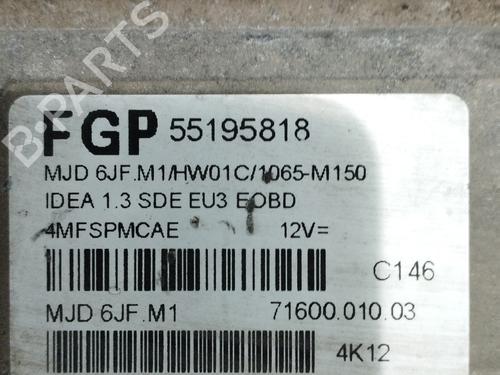 FGP 55195818
MJD 6JF.M1/HW01C/1065-M150
IDEA 1.3 SDE EU3 EOBD
4MFSPMCAE 12V=
C146
MJD 6JF.M1 71600.010.03
4K12
B-PARTS